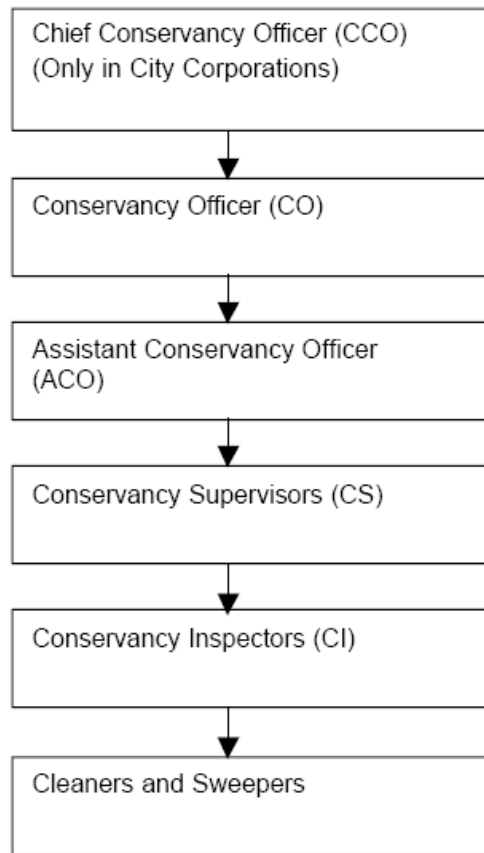 Chief Conservancy Officer (CCO)
(Only in City Corporations)
Conservancy Officer (CO)
Assistant Conservancy Officer
(ACO)
Conservancy Supervisors (CS)
Conservancy Inspectors (CI)
Cleaners and Sweepers